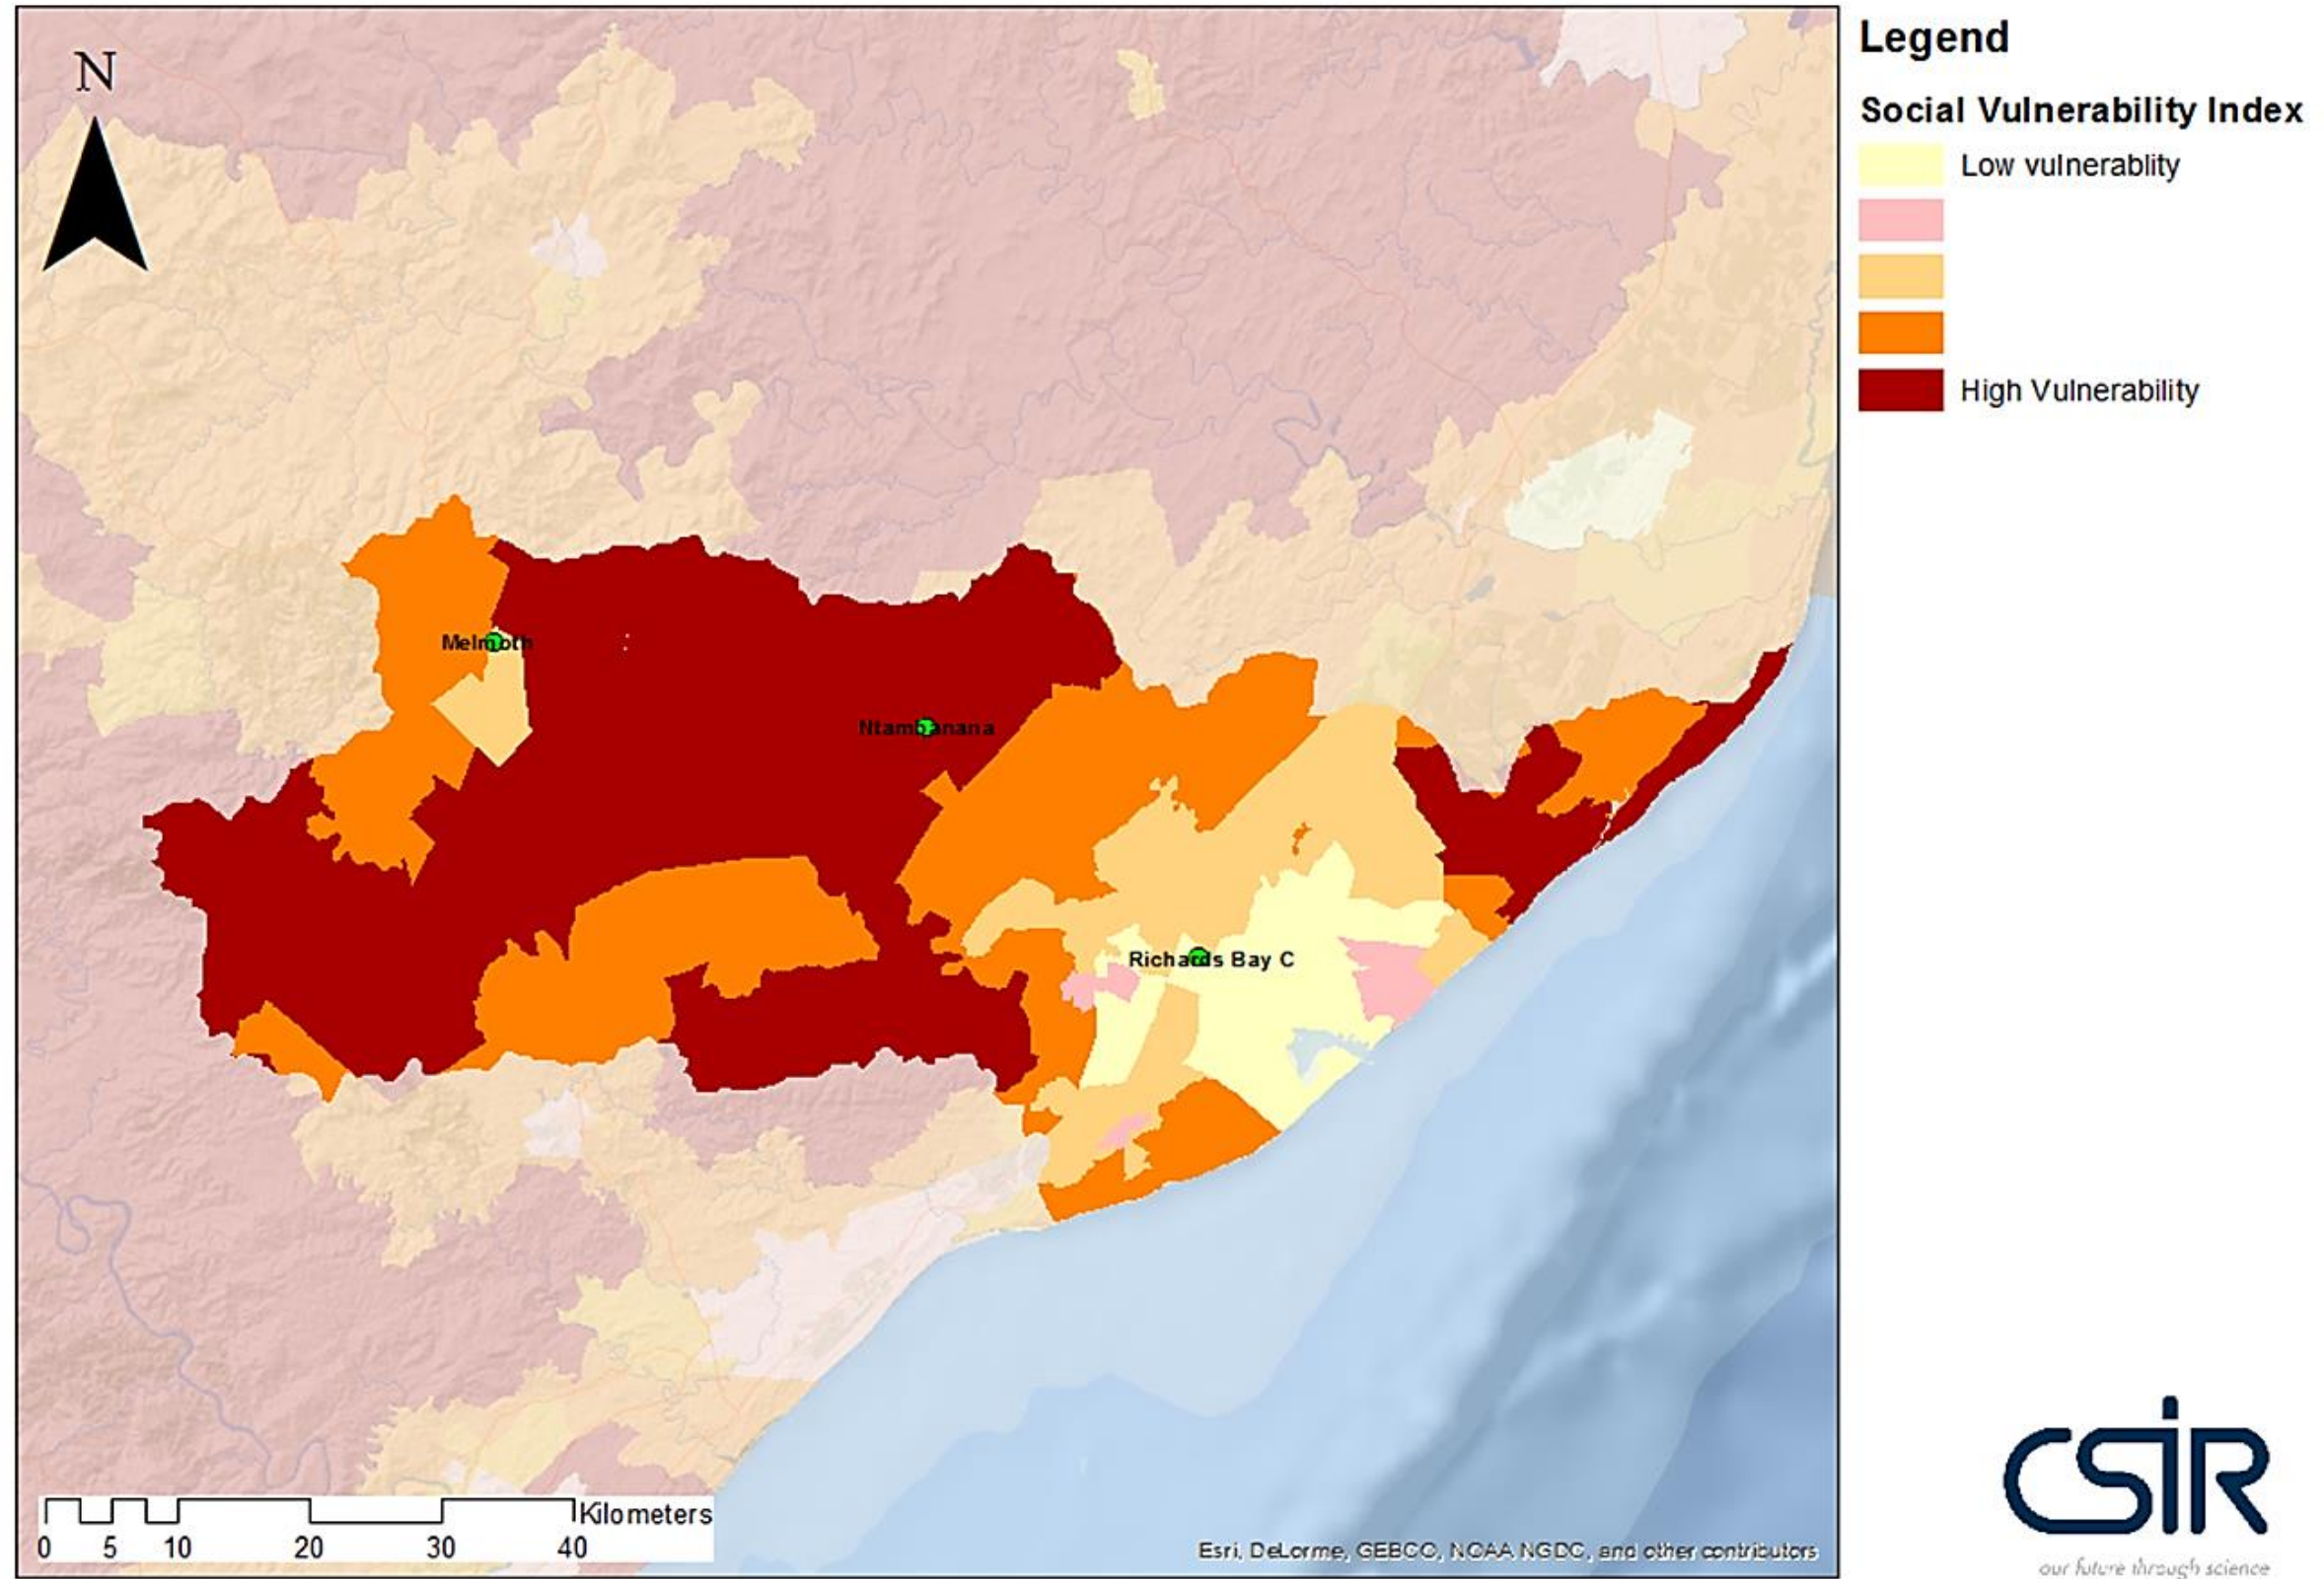 N
Melmoth
Ntambanana
Richards Bay C
Kilometers
0 5 10 20 30 40
Esri, DeLorme, GEBCO, NOAA NGDC, and other contributors
Legend
Social Vulnerability Index
Low vulnerablity
High Vulnerability
CSIR
our future through science